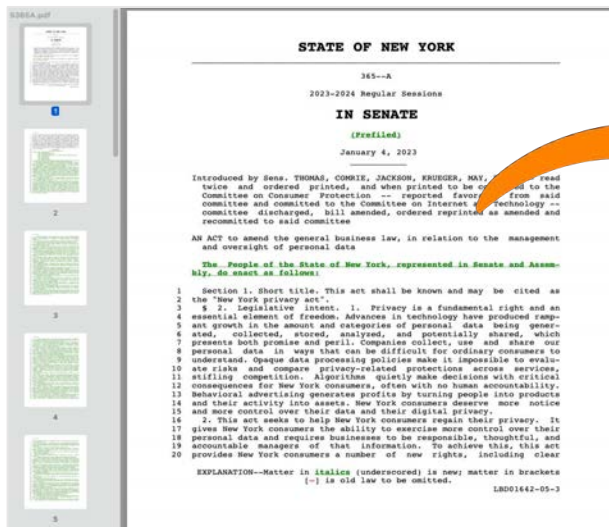 S365A.pdf
1
2
3
4
5
STATE OF NEW YORK
365--A
2023-2024 Regular Sessions
IN SENATE
(Prefiled)
January 4, 2023
Introduced by Sens. THOMAS, COMRIE, JACKSON, KRUEGER, MAY, read
twice and ordered printed, and when printed to be to the
Committee on Consumer Protection -- reported from said
committee and committed to the Committee on Internet Technology --
committee discharged, bill amended, ordered reprinted as amended and
recommitted to said committee
AN ACT to amend the general business law, in relation to the management
and oversight of personal data
The People of the State of New York, represented in Senate and Assem-
bly, do enact as follows:
1 Section 1. Short title. This act shall be known and may be cited as
2 the "New York privacy act".
3 § 2. Legislative intent. 1. Privacy is a fundamental right and an
4 essential element of freedom. Advances in technology have produced ramp-
5 ant growth in the amount and categories of personal data being gener-
6 ated, collected, stored, analyzed, and potentially shared, which
7 presents both promise and peril. Companies collect, use and share our
8 personal data in ways that can be difficult for ordinary consumers to
9 understand. Opaque data processing policies make it impossible to evalu-
10 ate risks and compare privacy-related protections across services,
11 stifling competition. Algorithms quietly make decisions with critical
12 consequences for New York consumers, often with no human accountability.
13 Behavioral advertising generates profits by turning people into products
14 and their activity into assets. New York consumers deserve more notice
15 and more control over their data and their digital privacy.
16 2. This act seeks to help New York consumers regain their privacy. It
17 gives New York consumers the ability to exercise more control over their
18 personal data and requires businesses to be responsible, thoughtful, and
19 accountable managers of that information. To achieve this, this act
20 provides New York consumers a number of new rights, including clear
EXPLANATION--Matter in italics (underscored) is new; matter in brackets
[-] is old law to be omitted.
LBD01642-05-3